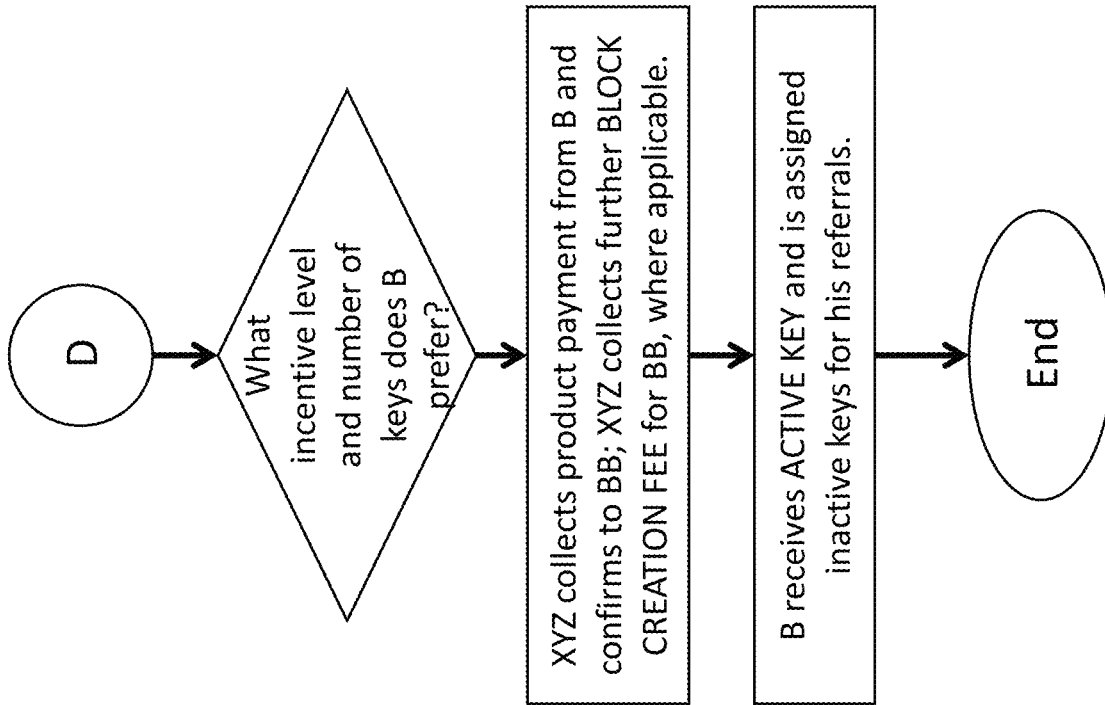 D
What
incentive level
and number of
keys does B
prefer?
XYZ collects product payment from B and
confirms to BB; XYZ collects further BLOCK
CREATION FEE for BB, where applicable.
B receives ACTIVE KEY and is assigned
inactive keys for his referrals.
End